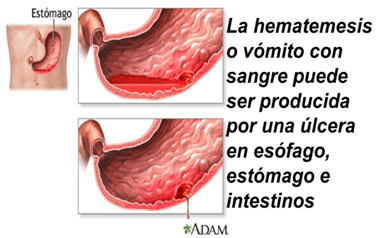 Estómago
La hematemesis
o vómito con
sangre puede
ser producida
por una úlcera
en esófago,
estómago e
intestinos
ADAM.